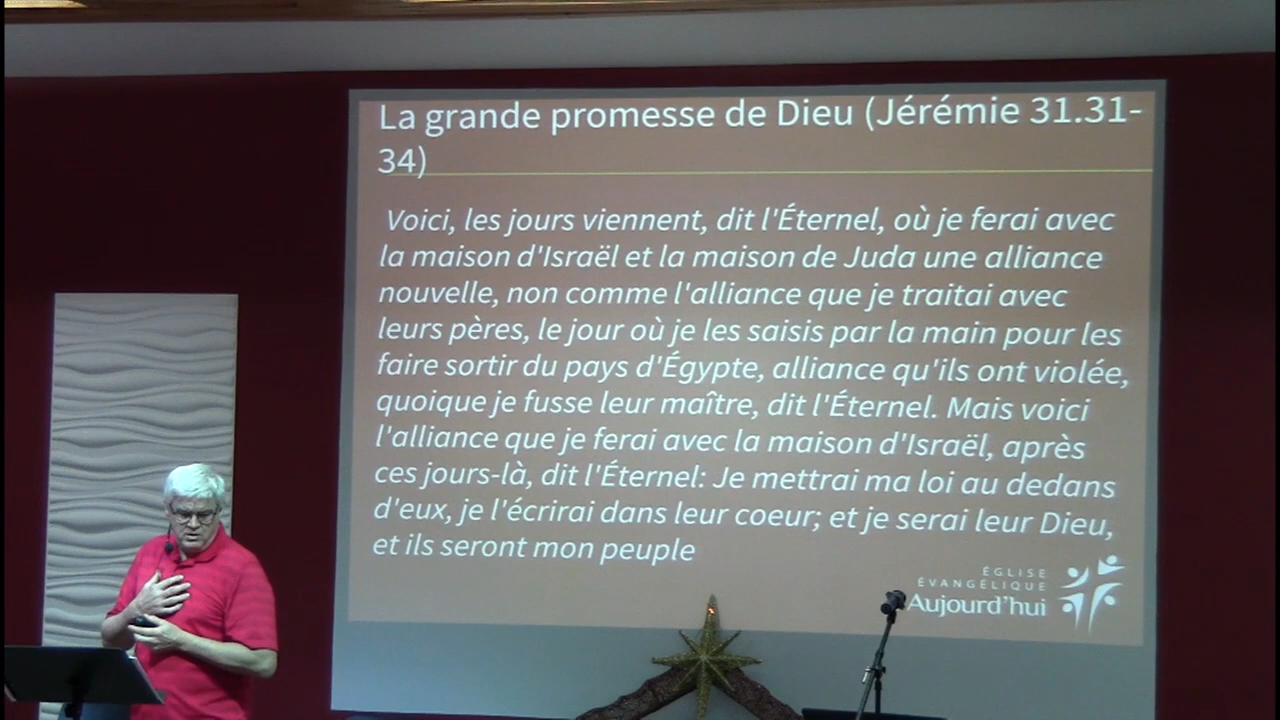 La grande promesse de Dieu (Jérémie 31.31-
34)
Voici, les jours viennent, dit l'Éternel, où je ferai avec
la maison d'Israël et la maison de Juda une alliance
nouvelle, non comme l'alliance que je traitai avec
leurs pères, le jour où je les saisis par la main pour les
faire sortir du pays d'Égypte, alliance qu'ils ont violée,
quoique je fusse leur maître, dit l'Éternel. Mais voici
l'alliance que je ferai avec la maison d'Israël, après
ces jours-là, dit l'Éternel: Je mettrai ma loi au dedans
d'eux, je l'écrirai dans leur coeur; et je serai leur Dieu,
et ils seront mon peuple
ÉGLISE
ÉVANGÉLIQUE
Aujourd'hui